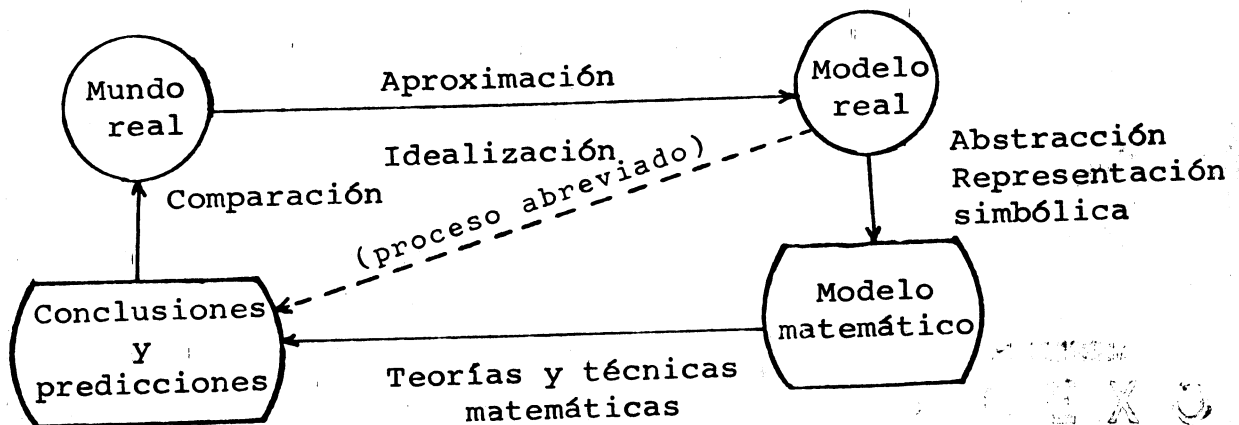 Mundo
real
Aproximación
Modelo
real
Idealización
(proceso abreviado)
Abstracción
Representación
simbólica
Comparación
Conclusiones
y
predicciones
Modelo
matemático
Teorías y técnicas
matemáticas